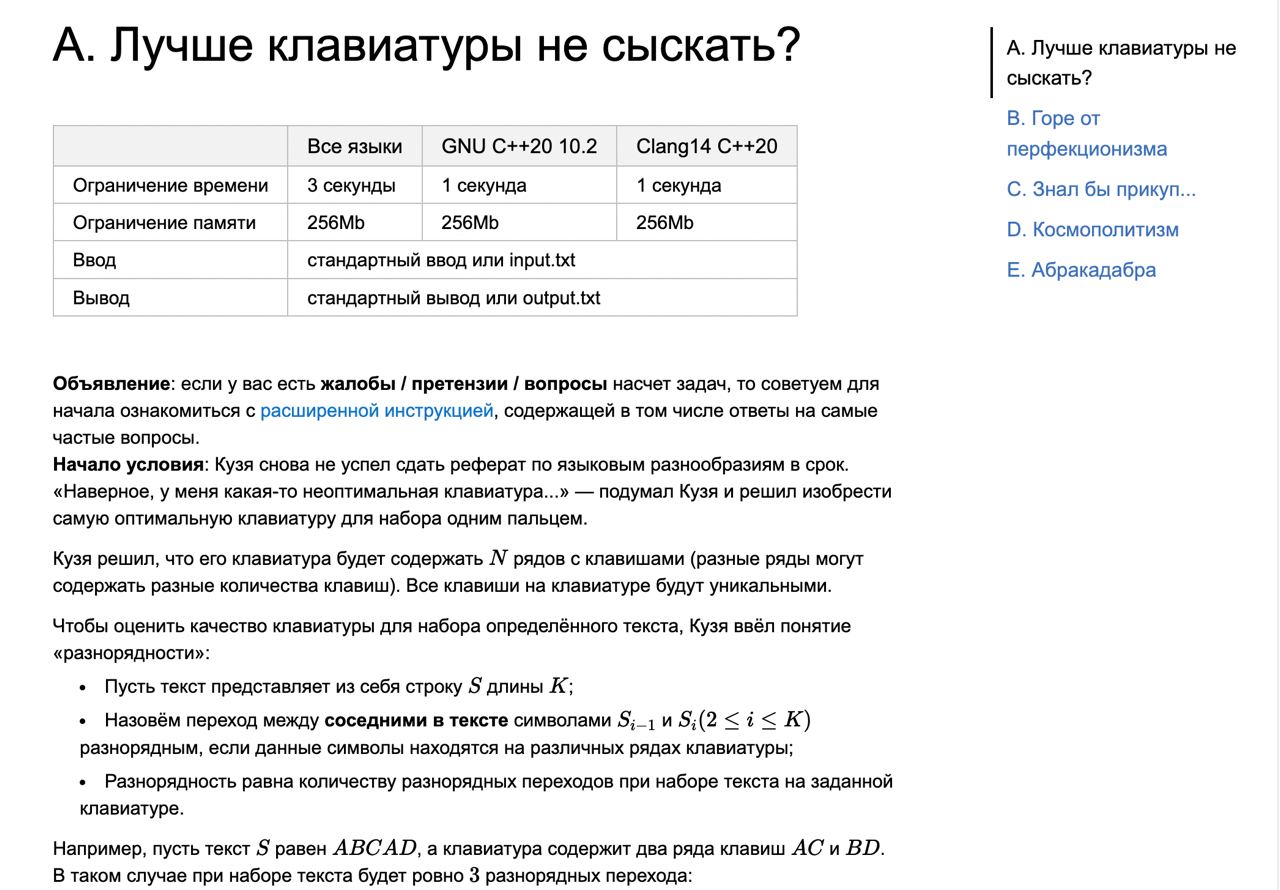 A. Лучше клавиатуры не сыскать?
Все языки GNU C++20 10.2 Clang14 C++20
Ограничение времени 3 секунды 1 секунда 1 секунда
Ограничение памяти 256Mb 256Mb 256Mb
Ввод стандартный ввод или input.txt
Вывод стандартный вывод или output.txt
Объявление: если у вас есть жалобы / претензии / вопросы насчет задач, то советуем для
начала ознакомиться с расширенной инструкцией, содержащей в том числе ответы на самые
частые вопросы.
Начало условия: Кузя снова не успел сдать реферат по языковым разнообразиям в срок.
«Наверное, у меня какая-то неоптимальная клавиатура...» — подумал Кузя и решил изобрести
самую оптимальную клавиатуру для набора одним пальцем.
Кузя решил, что его клавиатура будет содержать N рядов с клавишами (разные ряды могут
содержать разные количества клавиш). Все клавиши на клавиатуре будут уникальными.
Чтобы оценить качество клавиатуры для набора определённого текста, Кузя ввёл понятие
«разнорядности»:
• Пусть текст представляет из себя строку S длины K;
• Назовём переход между соседними в тексте символами S_{i−1} и S_i(2 ≤ i ≤ K)
разнорядным, если данные символы находятся на различных рядах клавиатуры;
• Разнорядность равна количеству разнорядных переходов при наборе текста на заданной
клавиатуре.
Например, пусть текст S равен ABCAD, а клавиатура содержит два ряда клавиш AC и BD.
В таком случае при наборе текста будет ровно 3 разнорядных перехода:
A. Лучше клавиатуры не
сыскать?
B. Горе от
перфекционизма
C. Знал бы прикуп...
D. Космополитизм
E. Абракадабра